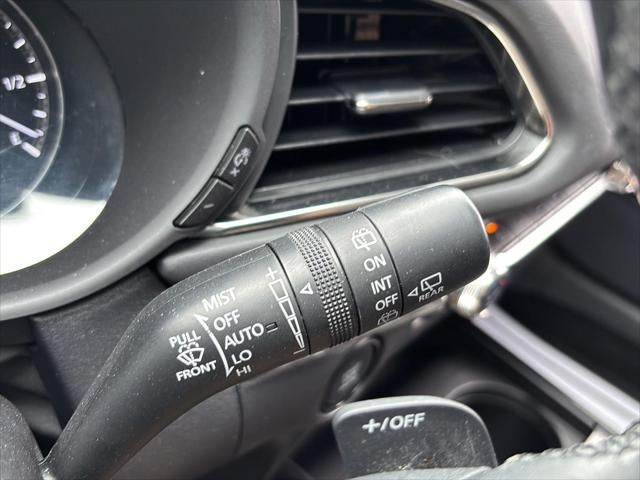 1/2
E
MIST
OFF
AUTO
LO
HI
PULL
FRONT
+
-
ON
INT
OFF
REAR
+/OFF